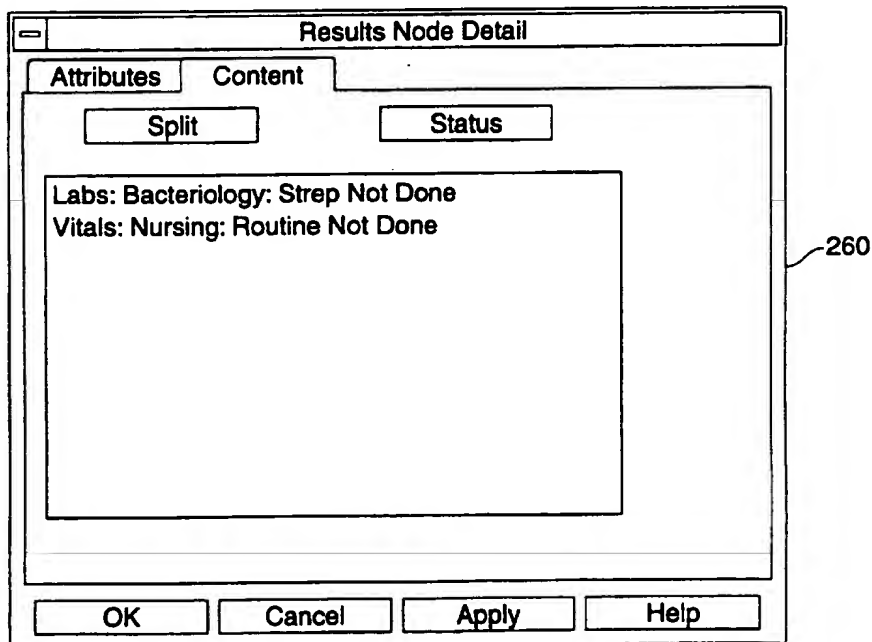 Results Node Detail
Attributes Content
Split Status
Labs: Bacteriology: Strep Not Done
Vitals: Nursing: Routine Not Done
260
OK Cancel Apply Help